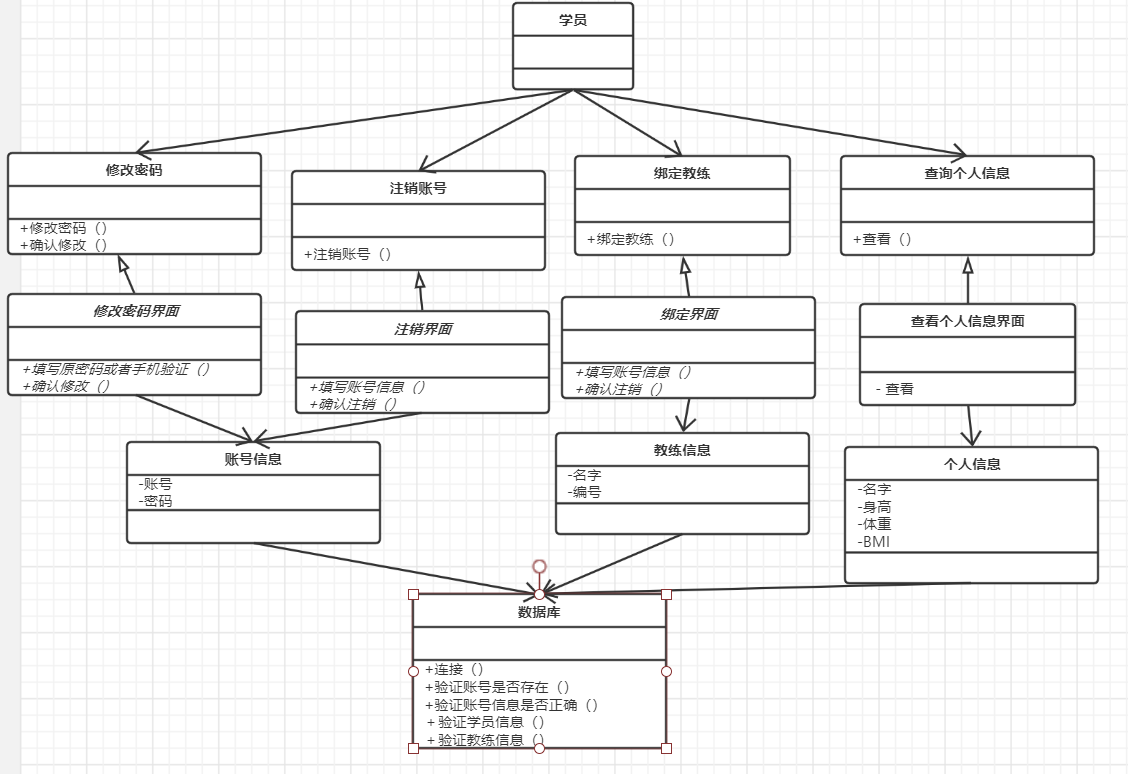 学员
修改密码
+修改密码（）
+确认修改（）
注销账号
+注销账号（）
绑定教练
+绑定教练（）
查询个人信息
+查看（）
修改密码界面
+填写原密码或者手机验证（）
+确认修改（）
注销界面
+填写账号信息（）
+确认注销（）
绑定界面
+填写账号信息（）
+确认注销（）
查看个人信息界面
- 查看
账号信息
-账号
-密码
教练信息
-名字
-编号
个人信息
-名字
-身高
-体重
-BMI
数据库
+连接（）
+验证账号是否存在（）
+验证账号信息是否正确（）
+ 验证学员信息（）
+ 验证教练信息（）